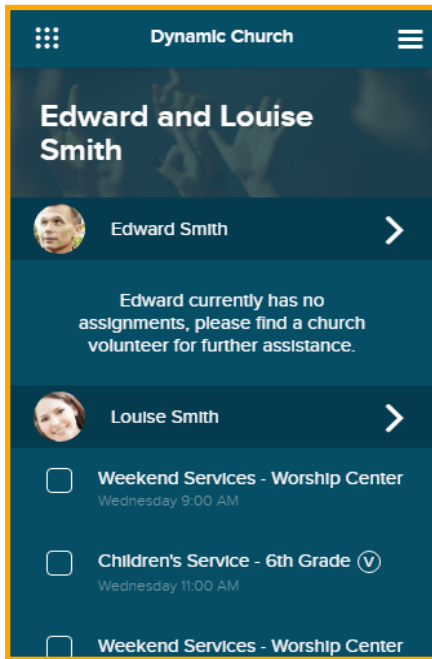 Dynamic Church
Edward and Louise
Smith
Edward Smith
Edward currently has no
assignments, please find a church
volunteer for further assistance.
Louise Smith
Weekend Services - Worship Center
Wednesday 9:00 AM
Children's Service - 6th Grade V
Wednesday 11:00 AM
Weekend Services - Worship Center